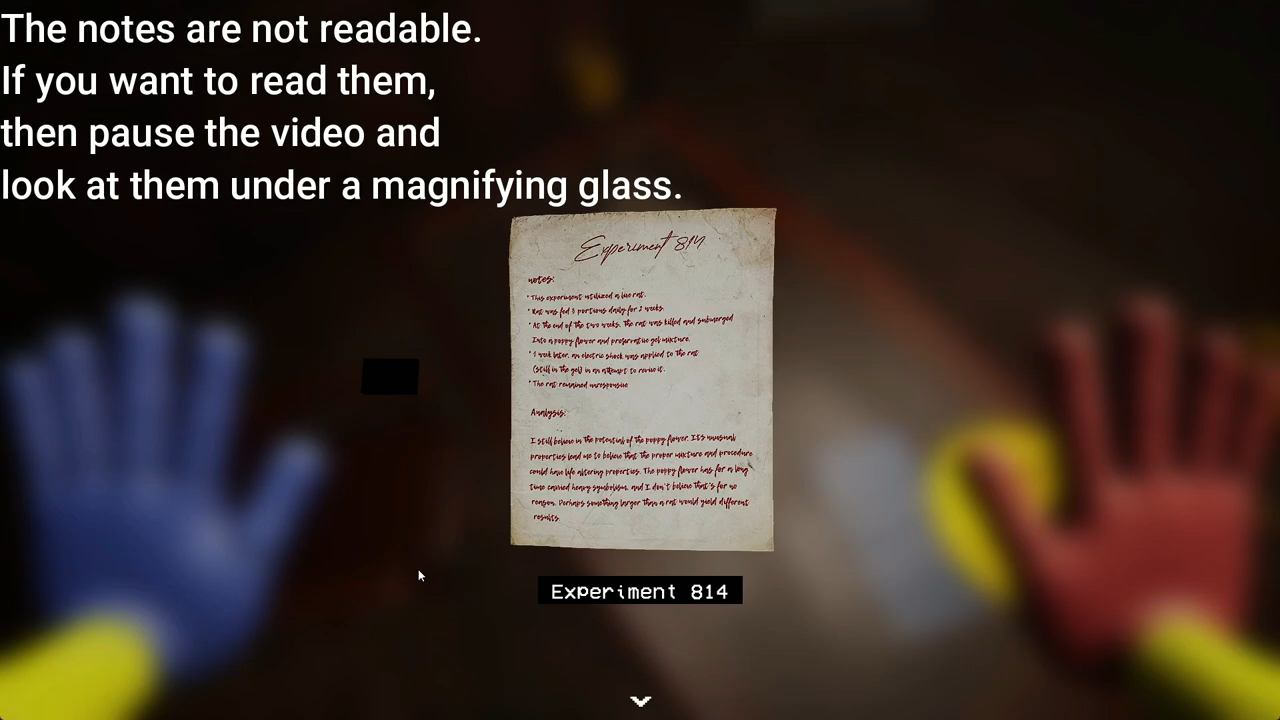 The notes are not readable.
If you want to read them,
then pause the video and
look at them under a magnifying glass.
Experiment 814
notes:
* This experiment utilized a live rat.
* Rat was fed 3 portions daily for 2 weeks.
* At the end of the two weeks, the rat was killed and submerged
Into a poppy flower and preservative gel mixture.
* 1 week later, an electric shock was applied to the rat
(still in the gel) in an attempt to revive it.
* The rat remained unresponsive
Analysis:
I still believe in the potential of the poppy flower. Its unusual
properties lead me to believe that the proper mixture and procedure
could have life altering properties. The poppy flower has for a long
time carried heavy symbolism, and I don't believe that's for no
reason. Perhaps something larger than a rat would yield different
results.
Experiment 814